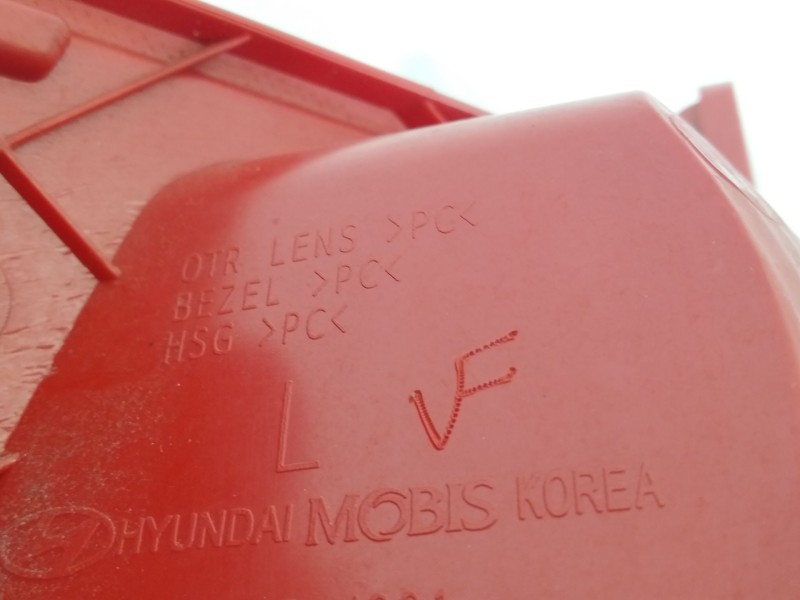 OTR LENS >PC<
BEZEL >PC<
HSG >PC<
L VF
HYUNDAI MOBIS KOREA